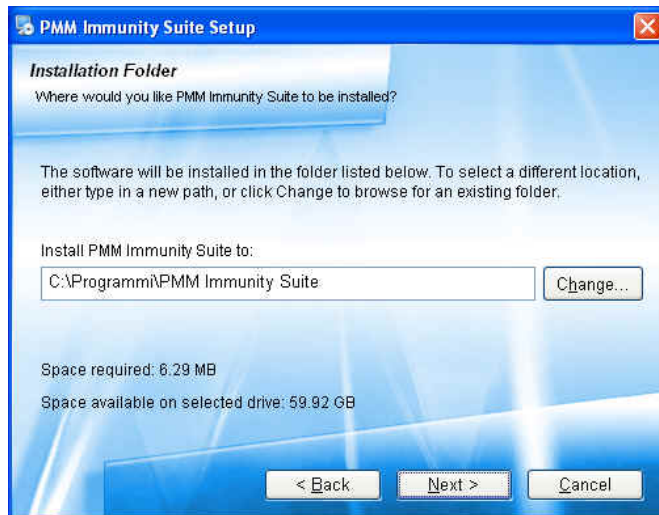 PMM Immunity Suite Setup
Installation Folder
Where would you like PMM Immunity Suite to be installed?
The software will be installed in the folder listed below. To select a different location,
either type in a new path, or click Change to browse for an existing folder.
Install PMM Immunity Suite to:
C:\Programmi\PMM Immunity Suite
Change...
Space required: 6.29 MB
Space available on selected drive: 59.92 GB
< Back
Next >
Cancel